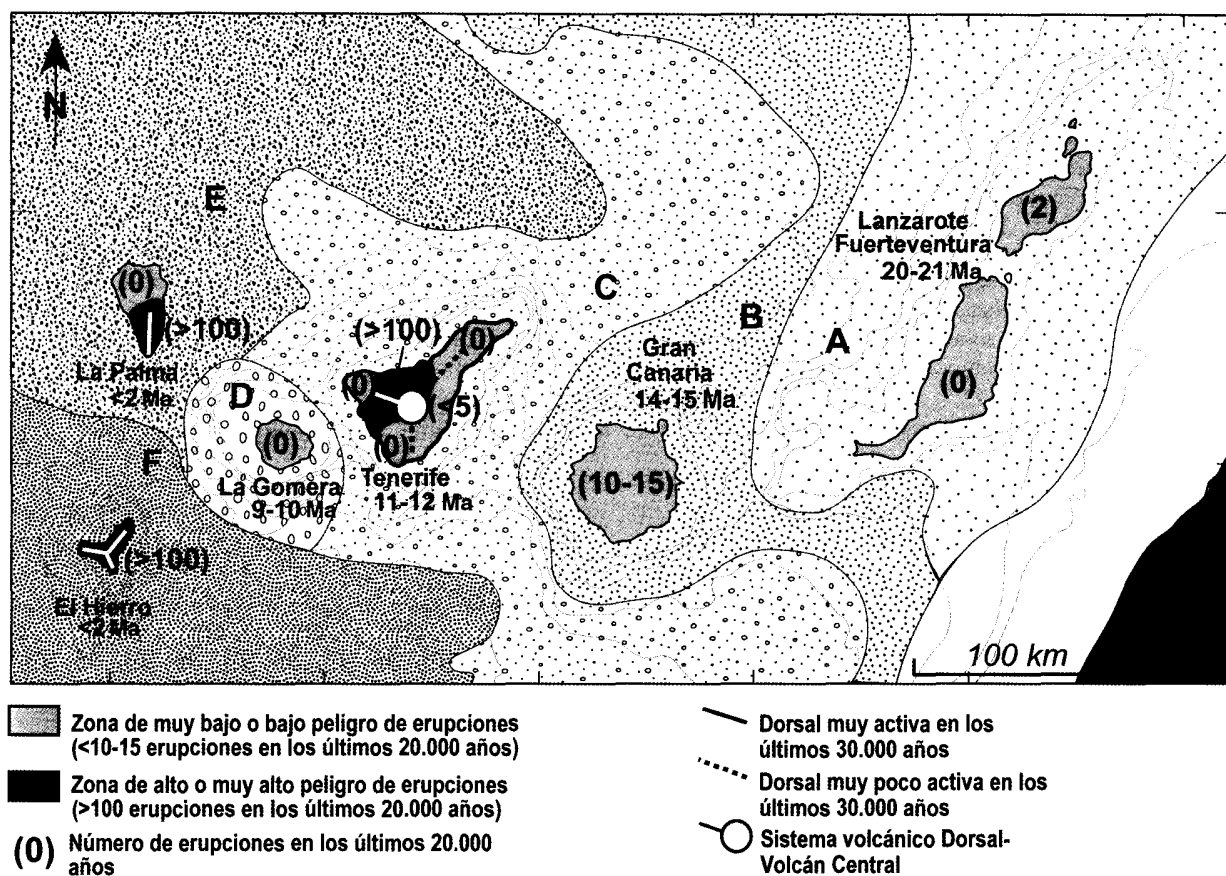 N
E
(0)
(>100)
La Palma
<2 Ma
D
(0)
La Gomera
9-10 Ma
F
(>100)
El Hierro
<2 Ma
(>100)
(0)
(0)
(<5)
(0)
Tenerife
11-12 Ma
C
B
Gran
Canaria
14-15 Ma
(10-15)
A
Lanzarote
Fuerteventura
20-21 Ma
(2)
(0)
100 km
Zona de muy bajo o bajo peligro de erupciones
(<10-15 erupciones en los últimos 20.000 años)
Zona de alto o muy alto peligro de erupciones
(>100 erupciones en los últimos 20.000 años)
(0) Número de erupciones en los últimos 20.000
años
Dorsal muy activa en los
últimos 30.000 años
Dorsal muy poco activa en los
últimos 30.000 años
Sistema volcánico Dorsal-
Volcán Central